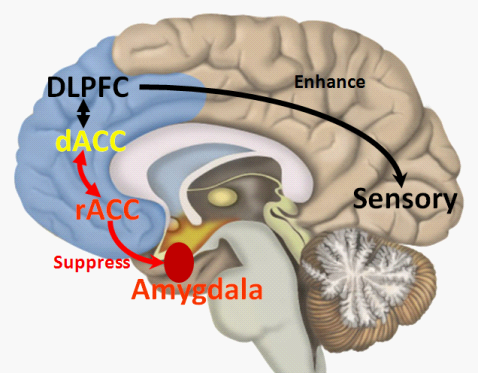 Enhance
DLPFC
dACC
Sensory
rACC
Suppress
Amygdala